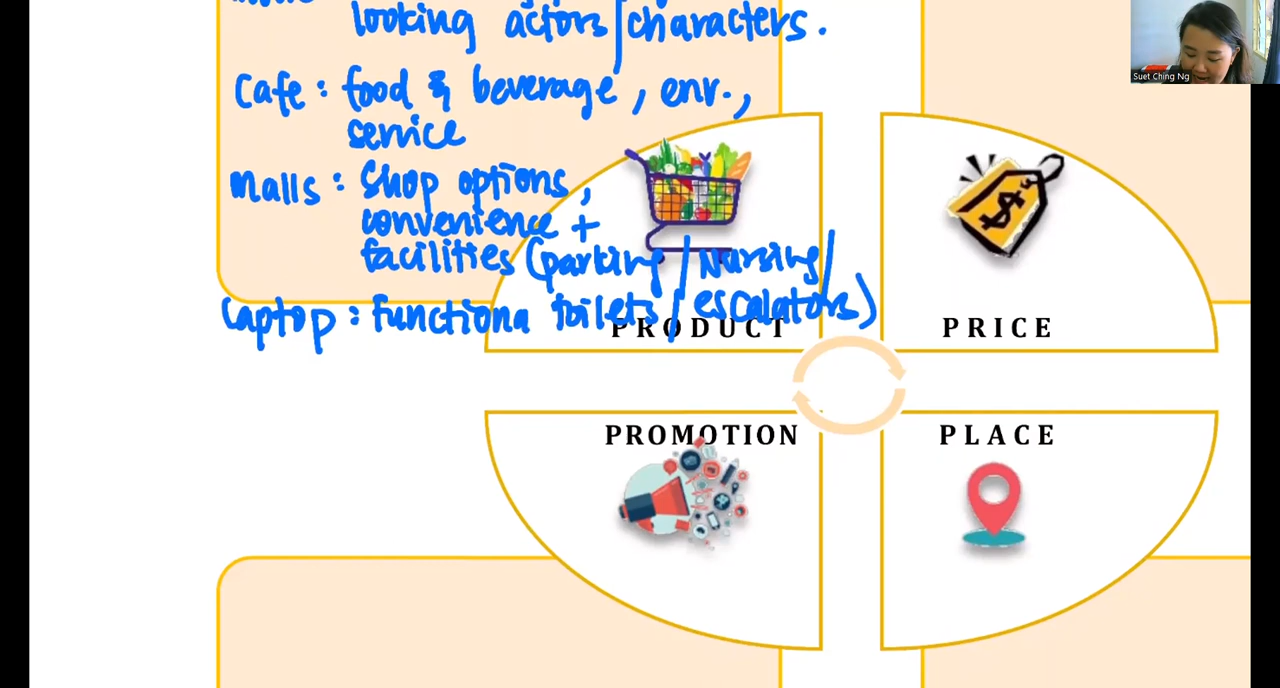 looking actors/characters.
Suet Ching Ng
Cafe : food & beverage, env.,
service
Malls : Shop options,
convenience +
facilities (parking / Nursing/
toilets / escalators)
Laptop : Functiona
PRODUCT
PRICE
PROMOTION
PLACE